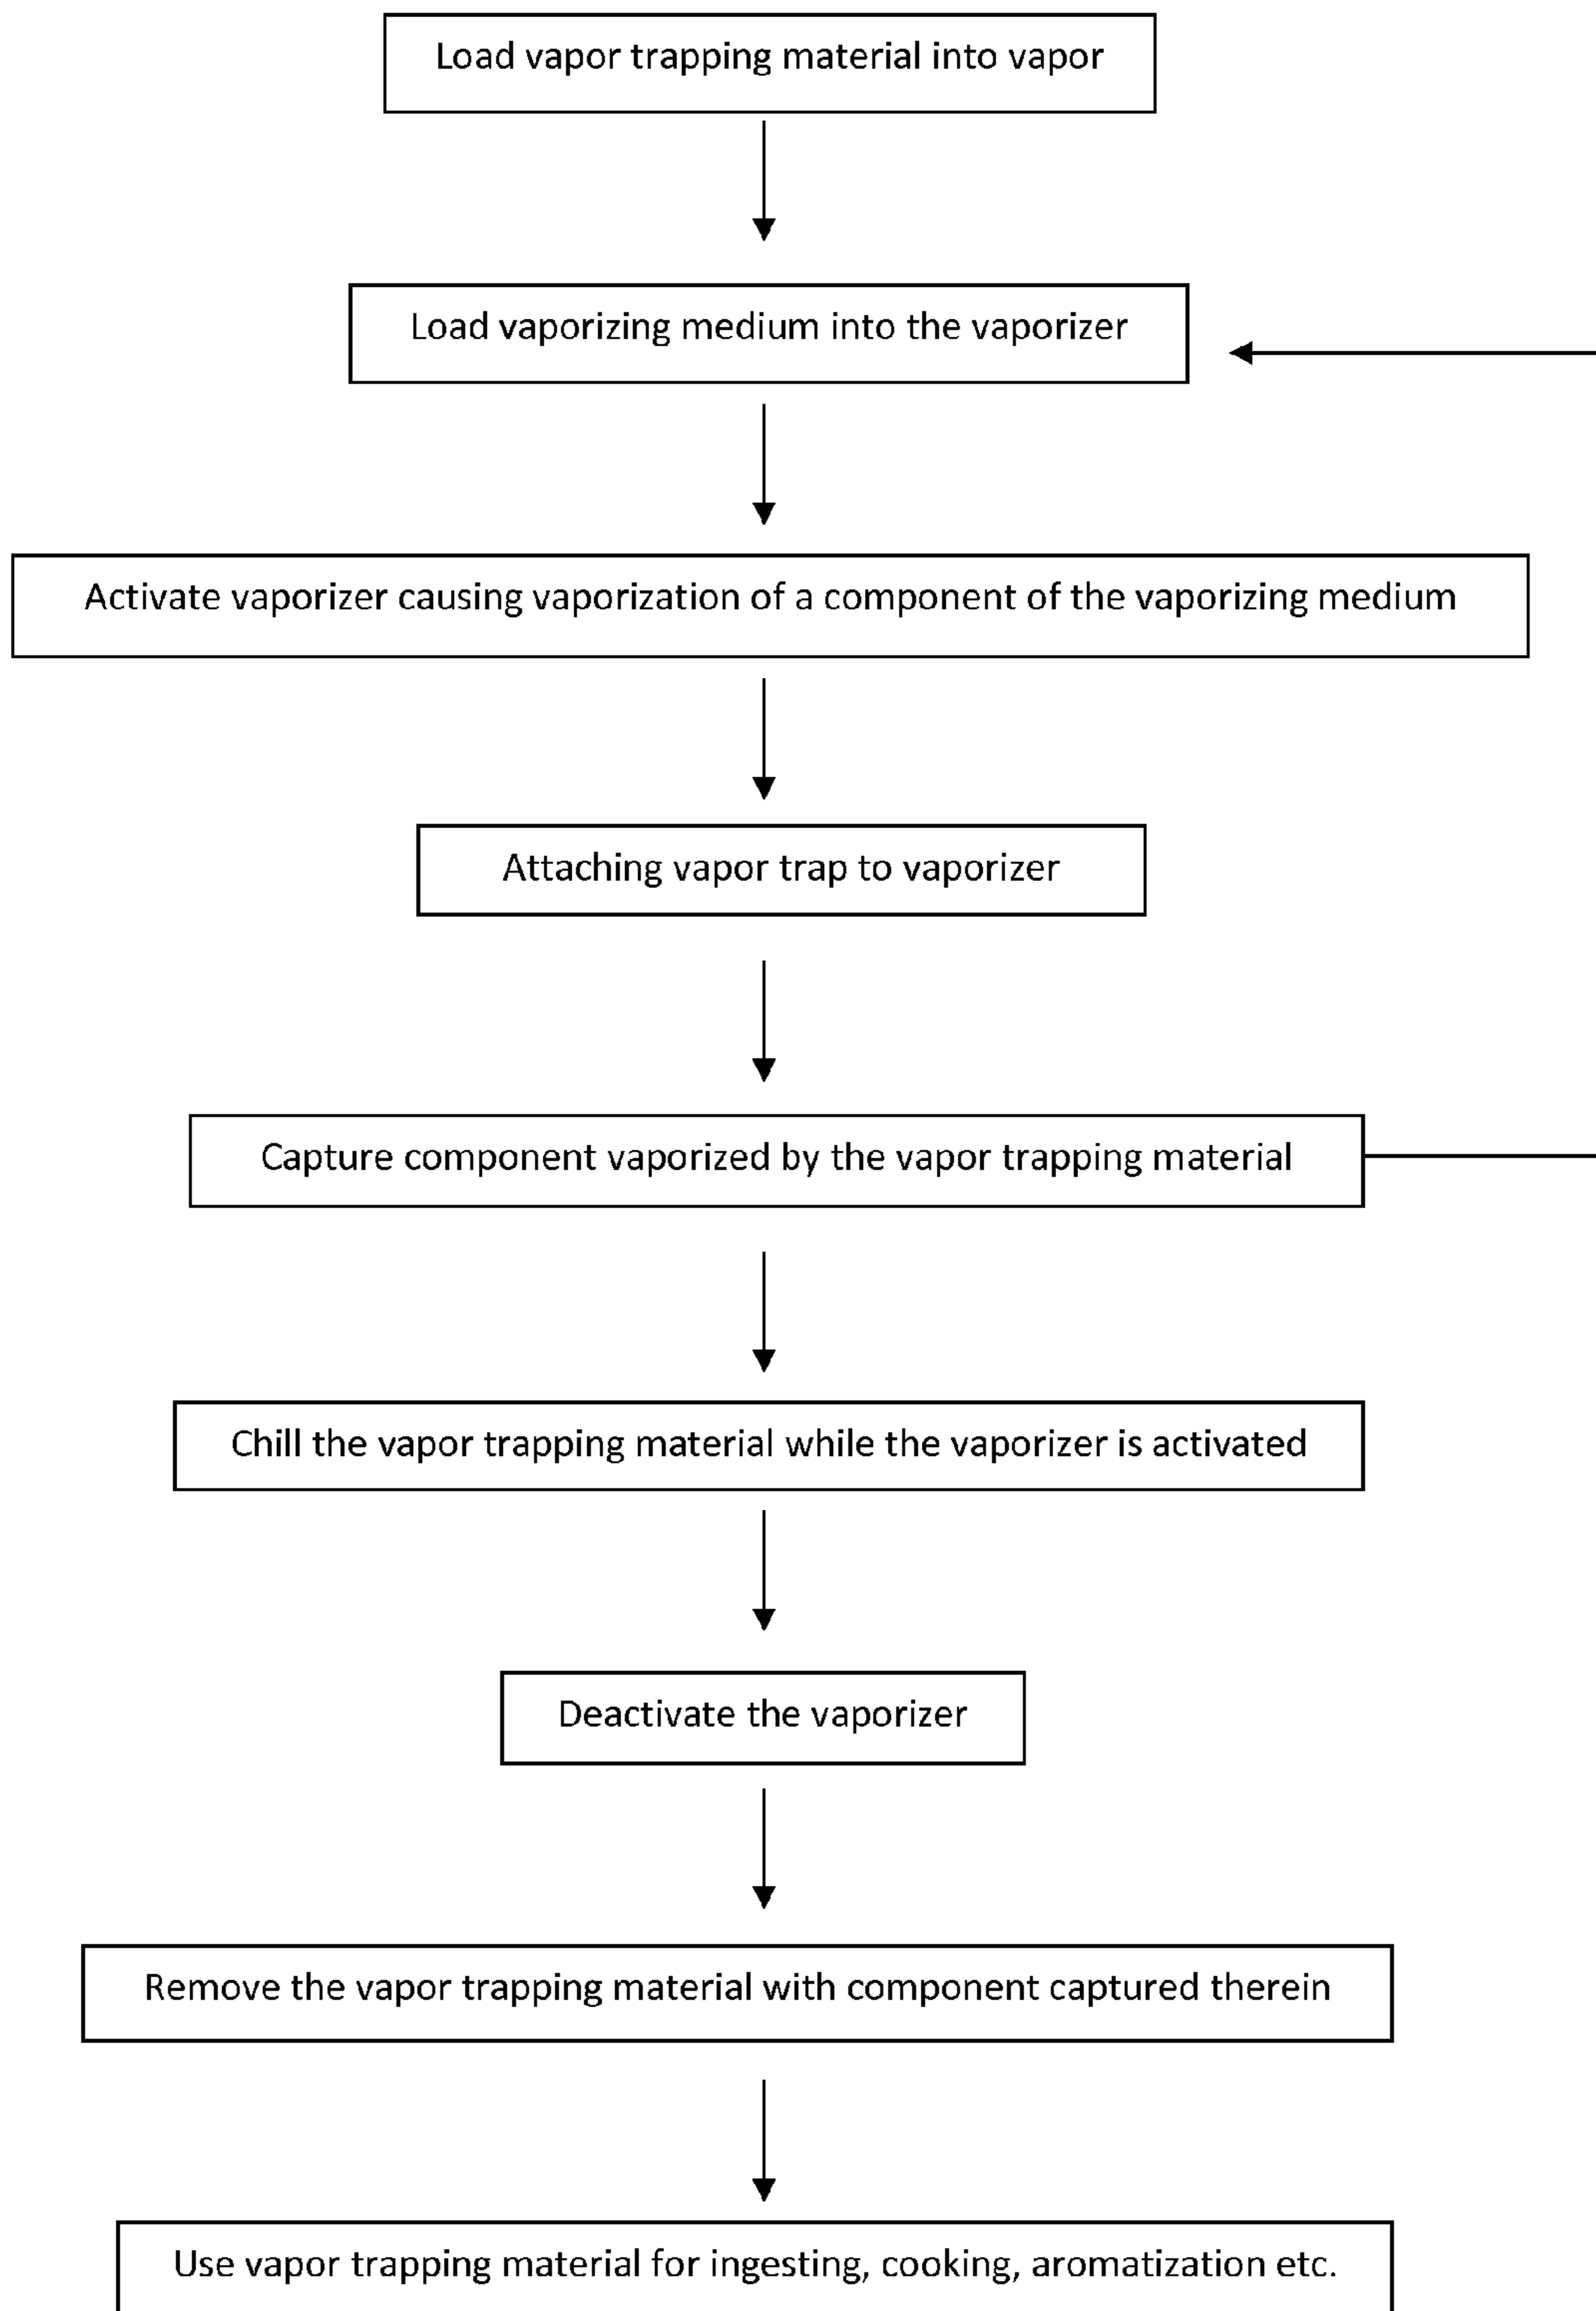 Load vapor trapping material into vapor
Load vaporizing medium into the vaporizer
Activate vaporizer causing vaporization of a component of the vaporizing medium
Attaching vapor trap to vaporizer
Capture component vaporized by the vapor trapping material
Chill the vapor trapping material while the vaporizer is activated
Deactivate the vaporizer
Remove the vapor trapping material with component captured therein
Use vapor trapping material for ingesting, cooking, aromatization etc.